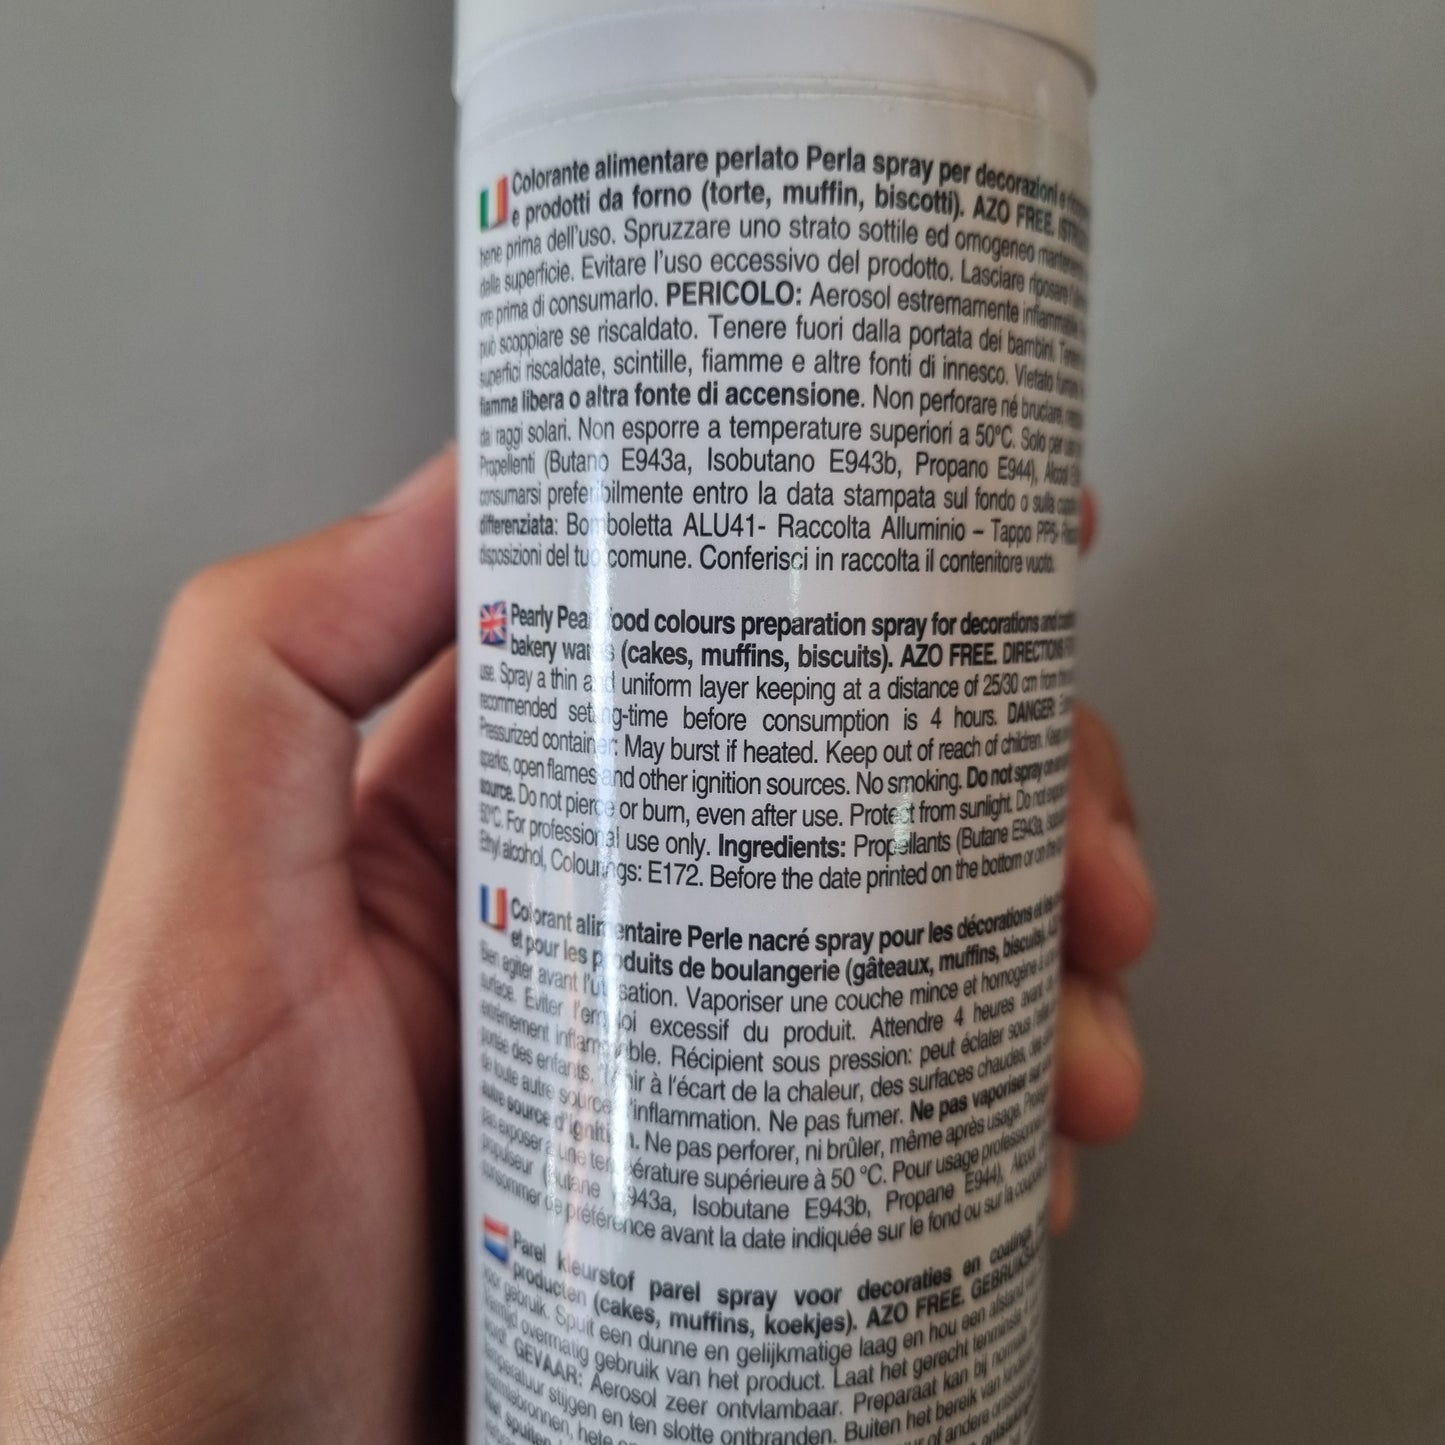 Colorante alimentare perlato Perla spray per decorazioni e
e prodotti da forno (torte, muffin, biscotti). AZO FREE.
bene prima dell'uso. Spruzzare uno strato sottile ed omogeneo
della superficie. Evitare l'uso eccessivo del prodotto. Lasciare riposare
ore prima di consumarlo. PERICOLO: Aerosol estremamente
può scoppiare se riscaldato. Tenere fuori dalla portata dei bambini.
superfici riscaldate, scintille, fiamme e altre fonti di innesco. Vietato
fiamma libera o altra fonte di accensione. Non perforare né bruciare,
dai raggi solari. Non esporre a temperature superiori a 50°C. Solo per
Propellenti (Butano E943a, Isobutano E943b, Propano E944),
consumarsi preferibilmente entro la data stampata sul fondo o sulla
differenziata: Bomboletta ALU41- Raccolta Alluminio – Tappo PP5-
disposizioni del tuo comune. Conferisci in raccolta il contenitore vuoto.
Pearly food colours preparation spray for decorations and
bakery (cakes, muffins, biscuits). AZO FREE. DIRECTIONS
use. Spray a thin and uniform layer keeping at a distance of 25/30 cm from
recommended setting-time before consumption is 4 hours. DANGER:
Pressurized container: May burst if heated. Keep out of reach of children.
sparks, open flames and other ignition sources. No smoking. Do not spray on
source. Do not pierce or burn, even after use. Protect from sunlight. Do not
50°C. For professional use only. Ingredients: Propellants (Butane E943a,
Ethyl alcohol, Colourings: E172. Before the date printed on the bottom or on the
Colorant alimentaire Perle nacré spray pour les décorations et les
et pour les produits de boulangerie (gâteaux, muffins, biscuits).
Bien agiter avant l'utilisation. Vaporiser une couche mince et homogène à
surface. Eviter l'emploi excessif du produit. Attendre 4 heures avant
extrêmement inflammable. Récipient sous pression: peut éclater sous
portée des enfants. Tenir à l'écart de la chaleur, des surfaces chaudes, des
de toute autre source d'inflammation. Ne pas fumer. Ne pas vaporiser sur
autre source d'ignition. Ne pas perforer, ni brûler, même après usage.
pas exposer à une température supérieure à 50 °C. Pour usage professionnel
propulseur (Butane E943a, Isobutane E943b, Propane E944),
consommer de préférence avant la date indiquée sur le fond ou sur la
Parel kleurstof parel spray voor decoraties en coatings
producten (cakes, muffins, koekjes). AZO FREE.
voor gebruik. Spuit een dunne en gelijkmatige laag en hou een afstand
Vermijd overmatig gebruik van het product. Laat het gerecht
wordt. GEVAAR: Aerosol zeer ontvlambaar. Preparaat kan bij normale
temperatuur stijgen en ten slotte ontbranden. Buiten het bereik van
hete of andere
spuiten